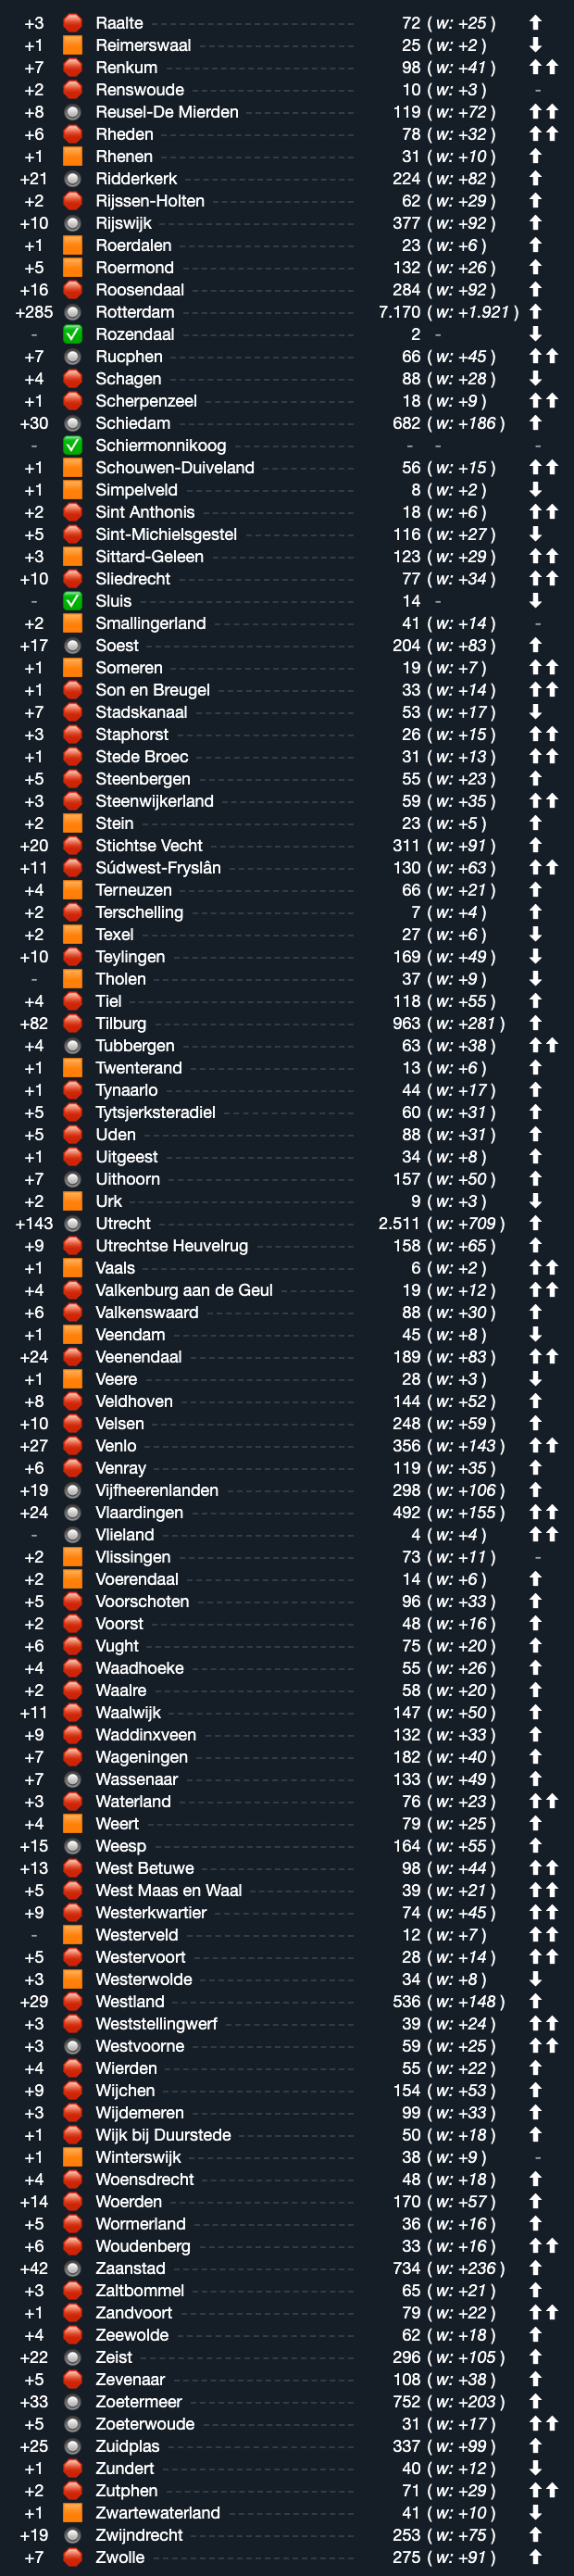 +3 Raalte 72 ( w: +25 )
+1 Reimerswaal 25 ( w: +2 )
+7 Renkum 98 ( w: +41 )
+2 Renswoude 10 ( w: +3 ) -
+8 Reusel-De Mierden 119 ( w: +72 )
+6 Rheden 78 ( w: +32 )
+1 Rhenen 31 ( w: +10 )
+21 Ridderkerk 224 ( w: +82 )
+2 Rijssen-Holten 62 ( w: +29 )
+10 Rijswijk 377 ( w: +92 )
+1 Roerdalen 23 ( w: +6 )
+5 Roermond 132 ( w: +26 )
+16 Roosendaal 284 ( w: +92 )
+285 Rotterdam 7.170 ( w: +1.921 )
- Rozendaal 2 -
+7 Rucphen 66 ( w: +45 )
+4 Schagen 88 ( w: +28 )
+1 Scherpenzeel 18 ( w: +9 )
+30 Schiedam 682 ( w: +186 )
- Schiermonnikoog - - -
+1 Schouwen-Duiveland 56 ( w: +15 )
+1 Simpelveld 8 ( w: +2 )
+2 Sint Anthonis 18 ( w: +6 )
+5 Sint-Michielsgestel 116 ( w: +27 )
+3 Sittard-Geleen 123 ( w: +29 )
+10 Sliedrecht 77 ( w: +34 )
- Sluis 14 -
+2 Smallingerland 41 ( w: +14 ) -
+17 Soest 204 ( w: +83 )
+1 Someren 19 ( w: +7 )
+1 Son en Breugel 33 ( w: +14 )
+7 Stadskanaal 53 ( w: +17 )
+3 Staphorst 26 ( w: +15 )
+1 Stede Broec 31 ( w: +13 )
+5 Steenbergen 55 ( w: +23 )
+3 Steenwijkerland 59 ( w: +35 )
+2 Stein 23 ( w: +5 )
+20 Stichtse Vecht 311 ( w: +91 )
+11 Súdwest-Fryslân 130 ( w: +63 )
+4 Terneuzen 66 ( w: +21 )
+2 Terschelling 7 ( w: +4 )
+2 Texel 27 ( w: +6 )
+10 Teylingen 169 ( w: +49 )
- Tholen 37 ( w: +9 )
+4 Tiel 118 ( w: +55 )
+82 Tilburg 963 ( w: +281 )
+4 Tubbergen 63 ( w: +38 )
+1 Twenterand 13 ( w: +6 )
+1 Tynaarlo 44 ( w: +17 )
+5 Tytsjerksteradiel 60 ( w: +31 )
+5 Uden 88 ( w: +31 )
+1 Uitgeest 34 ( w: +8 )
+7 Uithoorn 157 ( w: +50 )
+2 Urk 9 ( w: +3 )
+143 Utrecht 2.511 ( w: +709 )
+9 Utrechtse Heuvelrug 158 ( w: +65 )
+1 Vaals 6 ( w: +2 )
+4 Valkenburg aan de Geul 19 ( w: +12 )
+6 Valkenswaard 88 ( w: +30 )
+1 Veendam 45 ( w: +8 )
+24 Veenendaal 189 ( w: +83 )
+1 Veere 28 ( w: +3 )
+8 Veldhoven 144 ( w: +52 )
+10 Velsen 248 ( w: +59 )
+27 Venlo 356 ( w: +143 )
+6 Venray 119 ( w: +35 )
+19 Vijfheerenlanden 298 ( w: +106 )
+24 Vlaardingen 492 ( w: +155 )
- Vlieland 4 ( w: +4 )
+2 Vlissingen 73 ( w: +11 ) -
+2 Voerendaal 14 ( w: +6 )
+5 Voorschoten 96 ( w: +33 )
+2 Voorst 48 ( w: +16 )
+6 Vught 75 ( w: +20 )
+4 Waadhoeke 55 ( w: +26 )
+2 Waalre 58 ( w: +20 )
+11 Waalwijk 147 ( w: +50 )
+9 Waddinxveen 132 ( w: +33 )
+7 Wageningen 182 ( w: +40 )
+7 Wassenaar 133 ( w: +49 )
+3 Waterland 76 ( w: +23 )
+4 Weert 79 ( w: +25 )
+15 Weesp 164 ( w: +55 )
+13 West Betuwe 98 ( w: +44 )
+5 West Maas en Waal 39 ( w: +21 )
+9 Westerkwartier 74 ( w: +45 )
- Westerveld 12 ( w: +7 )
+5 Westervoort 28 ( w: +14 )
+3 Westerwolde 34 ( w: +8 )
+29 Westland 536 ( w: +148 )
+3 Weststellingwerf 39 ( w: +24 )
+3 Westvoorne 59 ( w: +25 )
+4 Wierden 55 ( w: +22 )
+9 Wijchen 154 ( w: +53 )
+3 Wijdemeren 99 ( w: +33 )
+1 Wijk bij Duurstede 50 ( w: +18 )
+1 Winterswijk 38 ( w: +9 ) -
+4 Woensdrecht 48 ( w: +18 )
+14 Woerden 170 ( w: +57 )
+5 Wormerland 36 ( w: +16 )
+6 Woudenberg 33 ( w: +16 )
+42 Zaanstad 734 ( w: +236 )
+3 Zaltbommel 65 ( w: +21 )
+1 Zandvoort 79 ( w: +22 )
+4 Zeewolde 62 ( w: +18 )
+22 Zeist 296 ( w: +105 )
+5 Zevenaar 108 ( w: +38 )
+33 Zoetermeer 752 ( w: +203 )
+5 Zoeterwoude 31 ( w: +17 )
+25 Zuidplas 337 ( w: +99 )
+1 Zundert 40 ( w: +12 )
+2 Zutphen 71 ( w: +29 )
+1 Zwartewaterland 41 ( w: +10 )
+19 Zwijndrecht 253 ( w: +75 )
+7 Zwolle 275 ( w: +91 )